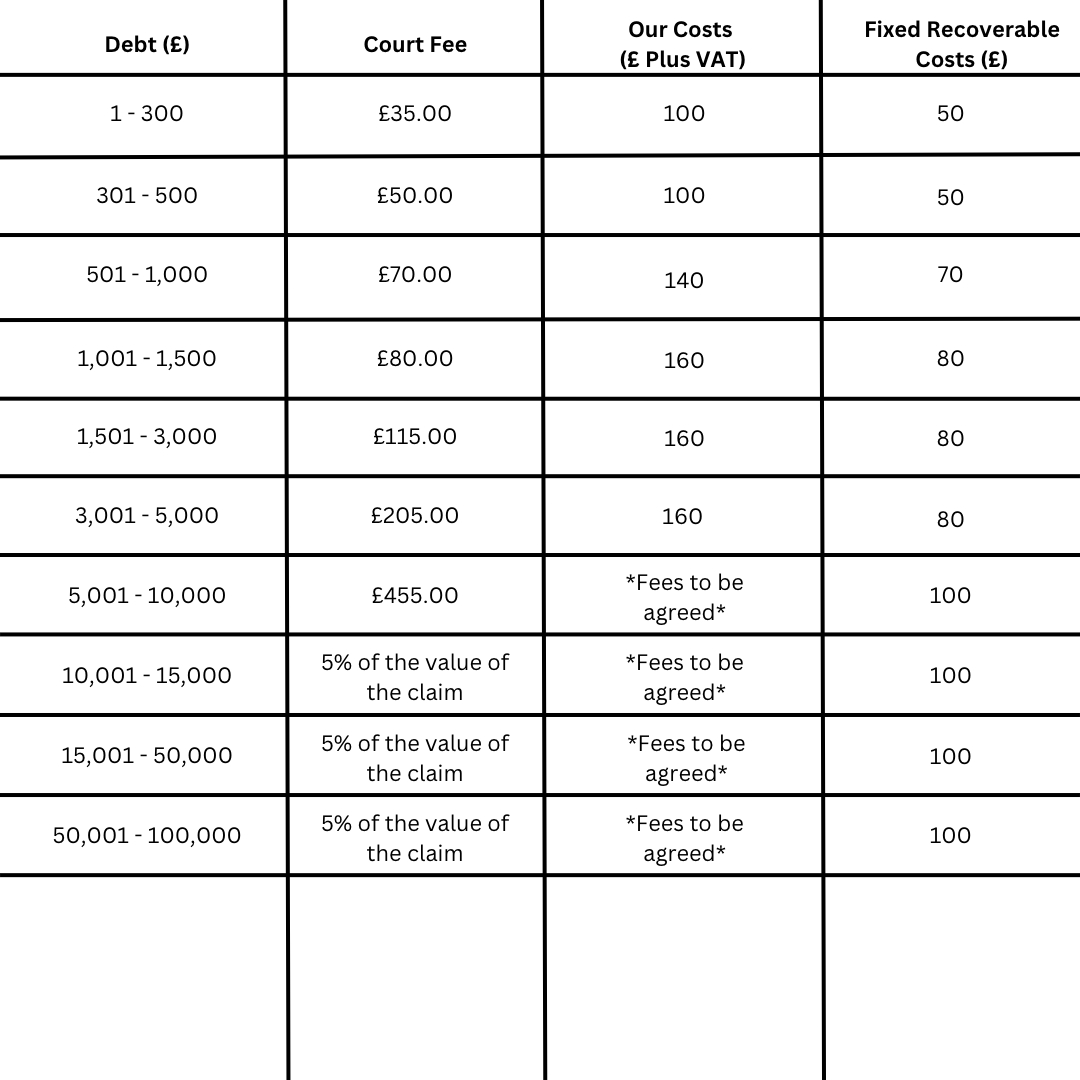 Debt (£) Court Fee Our Costs (£ Plus VAT) Fixed Recoverable Costs (£)
1 - 300 £35.00 100 50
301 - 500 £50.00 100 50
501 - 1,000 £70.00 140 70
1,001 - 1,500 £80.00 160 80
1,501 - 3,000 £115.00 160 80
3,001 - 5,000 £205.00 160 80
5,001 - 10,000 £455.00 *Fees to be agreed* 100
10,001 - 15,000 5% of the value of the claim *Fees to be agreed* 100
15,001 - 50,000 5% of the value of the claim *Fees to be agreed* 100
50,001 - 100,000 5% of the value of the claim *Fees to be agreed* 100